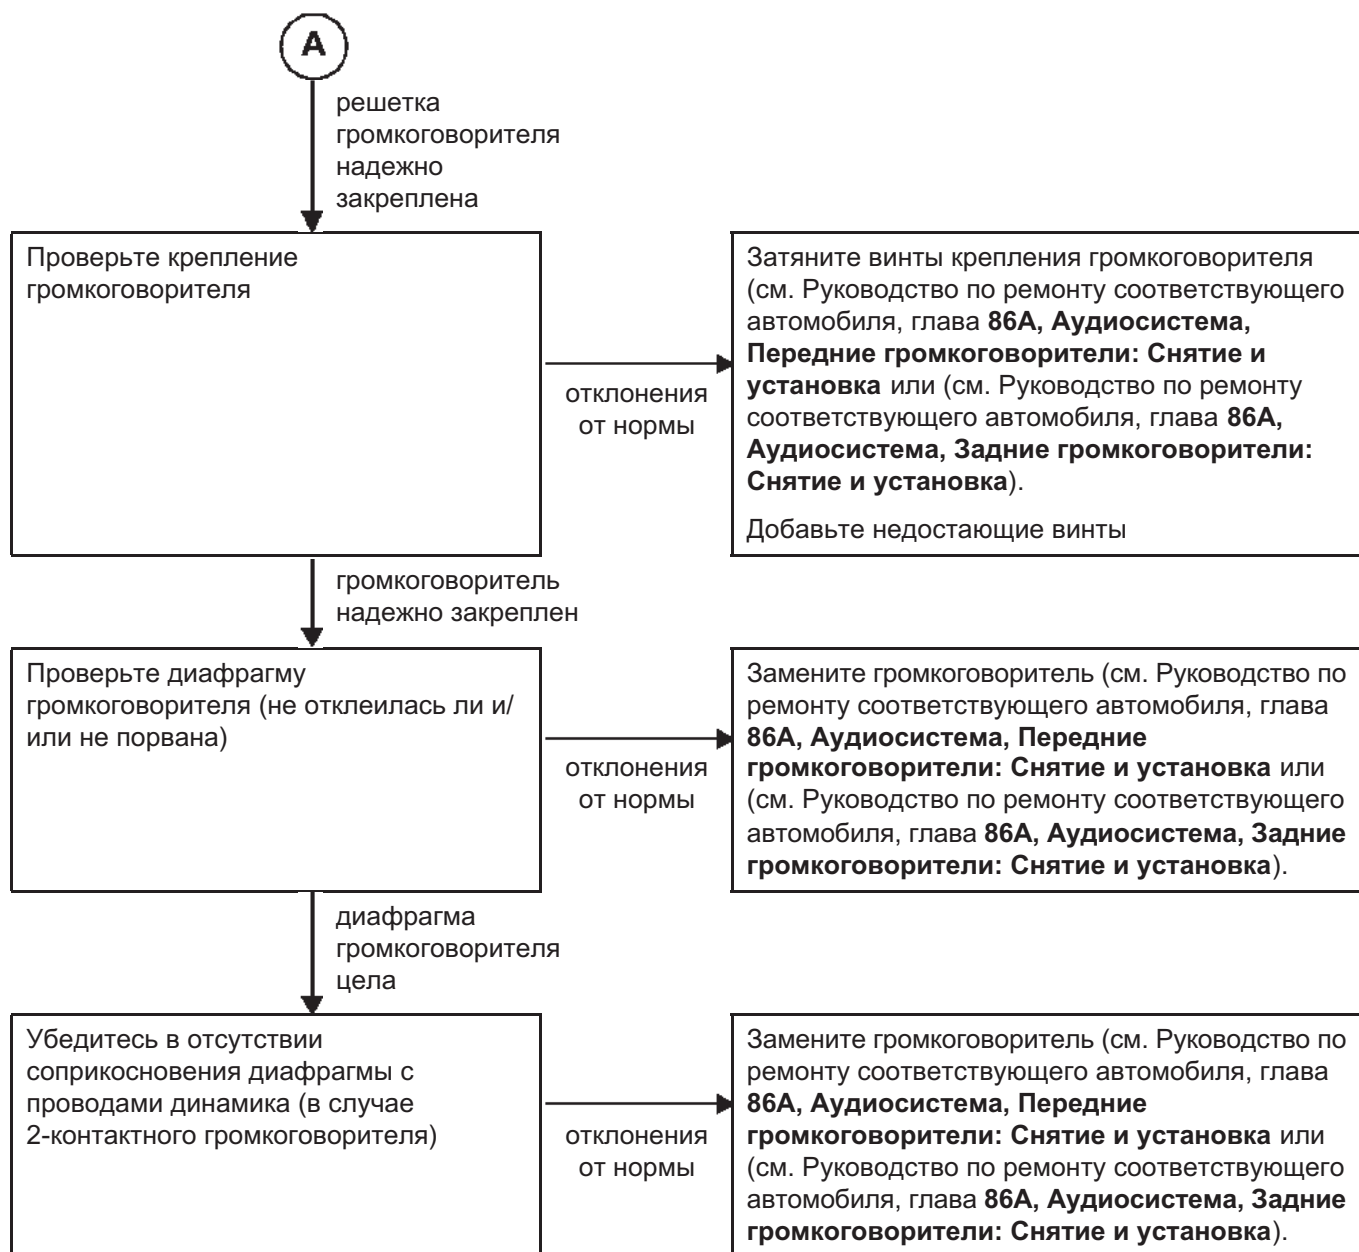 A
решетка
громкоговорителя
надежно
закреплена
Проверьте крепление
громкоговорителя
отклонения
от нормы
Затяните винты крепления громкоговорителя
(см. Руководство по ремонту соответствующего
автомобиля, глава 86A, Аудиосистема,
Передние громкоговорители: Снятие и
установка или (см. Руководство по ремонту
соответствующего автомобиля, глава 86A,
Аудиосистема, Задние громкоговорители:
Снятие и установка).
Добавьте недостающие винты
громкоговоритель
надежно закреплен
Проверьте диафрагму
громкоговорителя (не отклеилась ли и/
или не порвана)
отклонения
от нормы
Замените громкоговоритель (см. Руководство по
ремонту соответствующего автомобиля, глава
86A, Аудиосистема, Передние
громкоговорители: Снятие и установка или
(см. Руководство по ремонту соответствующего
автомобиля, глава 86A, Аудиосистема, Задние
громкоговорители: Снятие и установка).
диафрагма
громкоговорителя
цела
Убедитесь в отсутствии
соприкосновения диафрагмы с
проводами динамика (в случае
2-контактного громкоговорителя)
отклонения
от нормы
Замените громкоговоритель (см. Руководство по
ремонту соответствующего автомобиля, глава
86A, Аудиосистема, Передние
громкоговорители: Снятие и установка или
(см. Руководство по ремонту соответствующего
автомобиля, глава 86A, Аудиосистема, Задние
громкоговорители: Снятие и установка).